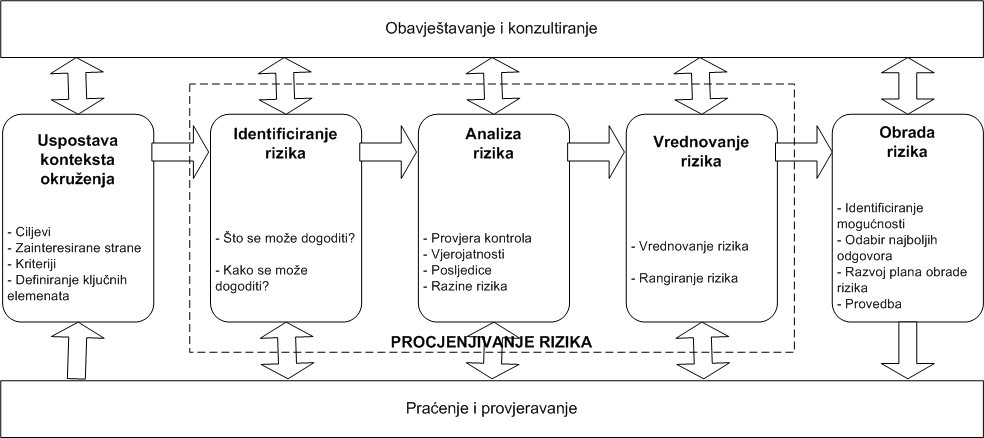 Obavještavanje i konzultiranje
Uspostava
konteksta
okruženja
- Ciljevi
- Zainteresirane strane
- Kriteriji
- Definiranje ključnih
elemenata
Identificiranje
rizika
- Što se može dogoditi?
- Kako se može
dogoditi?
Analiza
rizika
- Provjera kontrola
- Vjerojatnosti
- Posljedice
- Razine rizika
Vrednovanje
rizika
- Vrednovanje rizika
- Rangiranje rizika
Obrada
rizika
- Identificiranje
mogućnosti
- Odabir najboljih
odgovora
- Razvoj plana obrade
rizika
- Provedba
PROCJENJIVANJE RIZIKA
Praćenje i provjeravanje